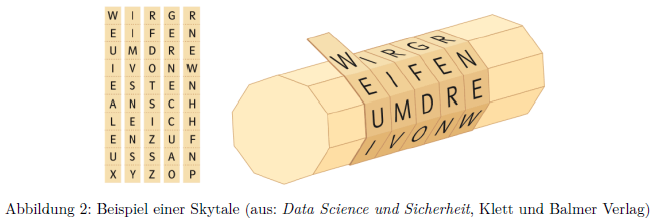 W I R G R
E I F E N
U M D R E
I V O N W
E S T E N
A N S C H
L E I C H
E N Z U F
U S S A N
X Y Z O P
W I R G R
E I F E N
U M D R E
I V O N W
Abbildung 2: Beispiel einer Skytale (aus: Data Science und Sicherheit, Klett und Balmer Verlag)